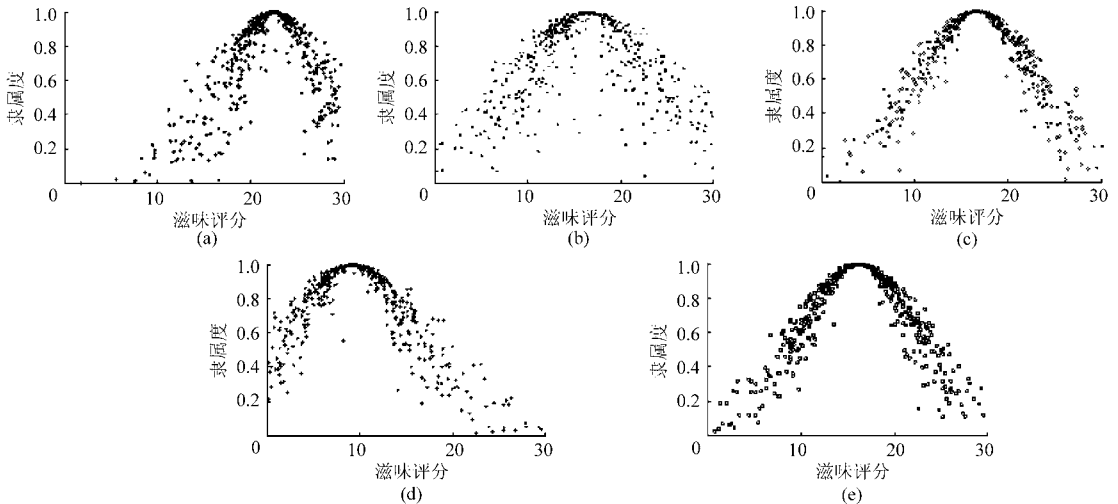 1.0 1.0 1.0
0.8 0.8 0.8
0.6 0.6 0.6
0.4 0.4 0.4
0.2 0.2 0.2
隶属度 隶属度 隶属度
0 10 20 30 0 10 20 30 0 10 20 30
滋味评分 滋味评分 滋味评分
(a) (b) (c)
1.0 1.0
0.8 0.8
0.6 0.6
0.4 0.4
0.2 0.2
隶属度 隶属度
0 10 20 30 0 10 20 30
滋味评分 滋味评分
(d) (e)